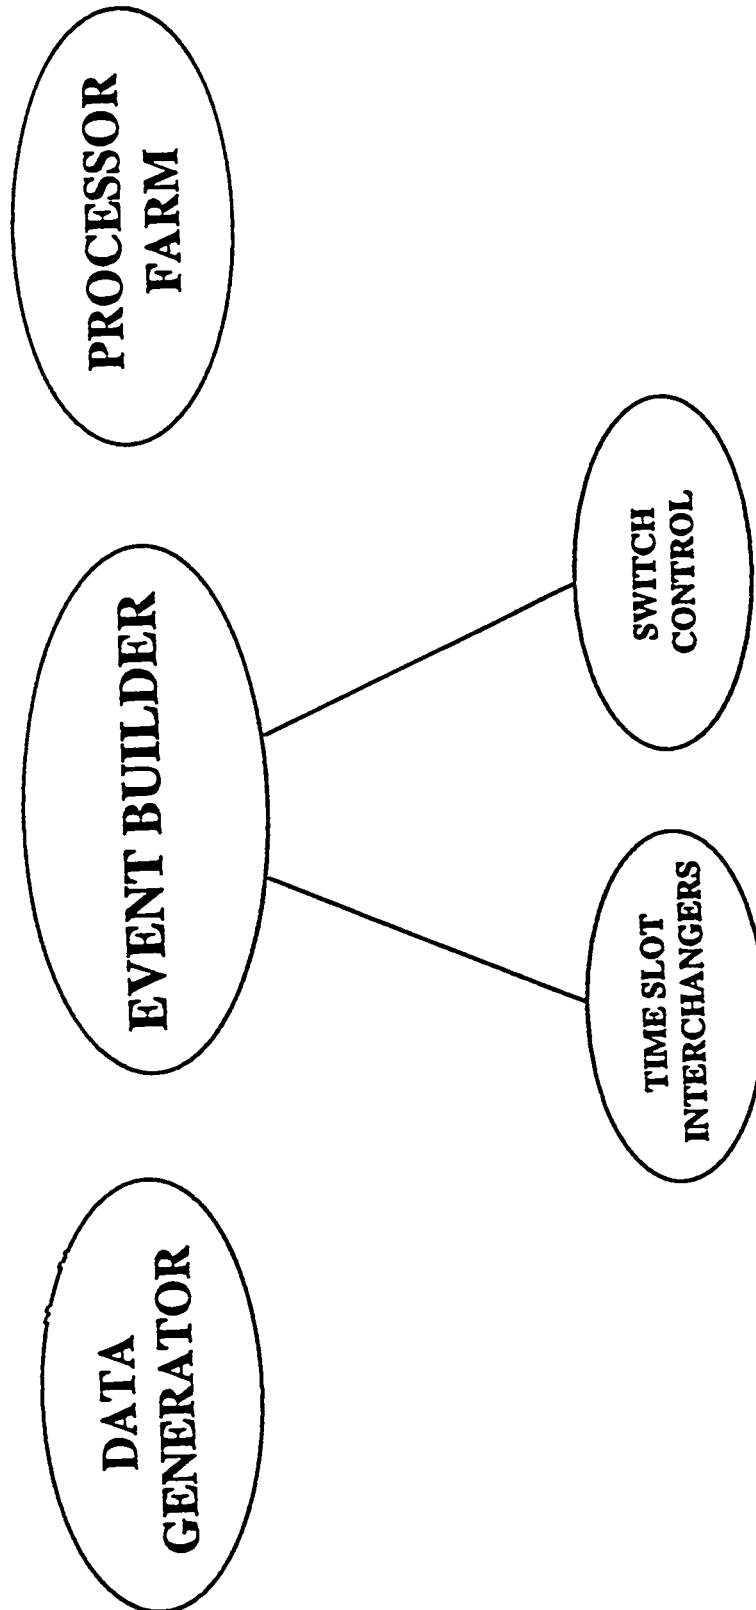 DATA
GENERATOR
EVENT BUILDER
PROCESSOR
FARM
TIME SLOT
INTERCHANGERS
SWITCH
CONTROL